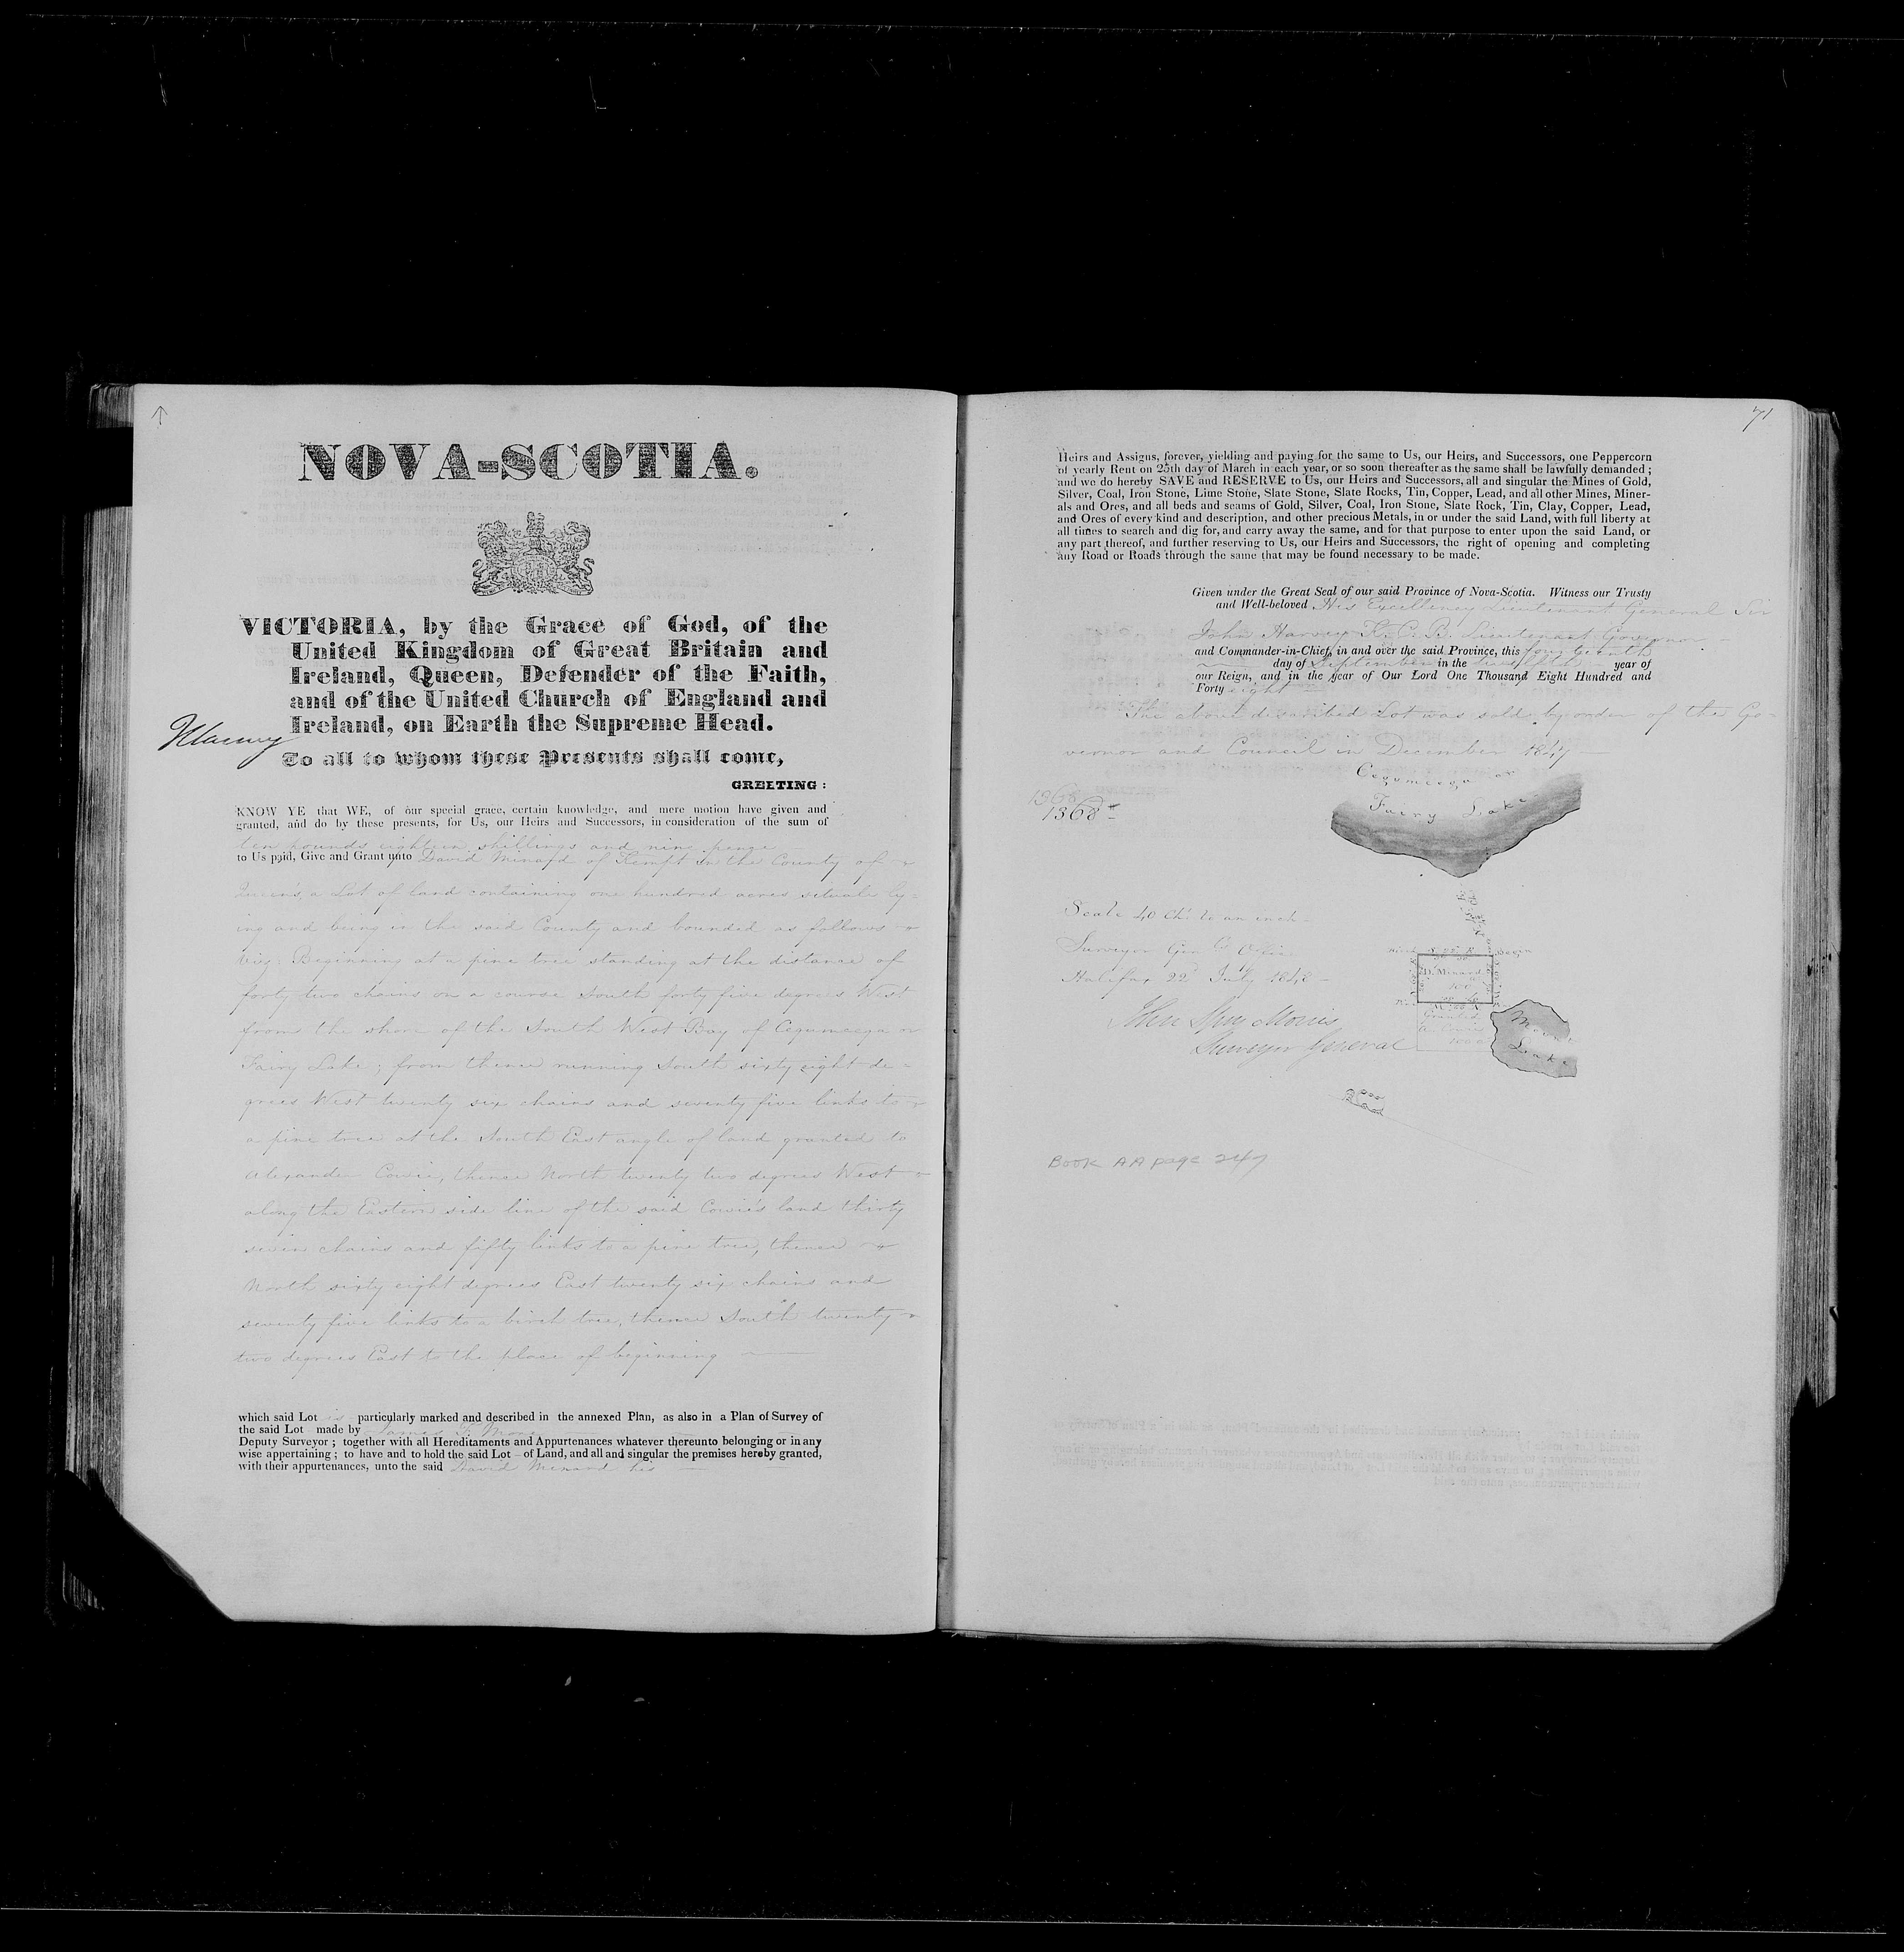 NOVA-SCOTIA.
VICTORIA, by the Grace of God, of the
United Kingdom of Great Britain and
Ireland, Queen, Defender of the Faith,
and of the United Church of England and
Ireland, on Earth the Supreme Head.
To all to whom these Presents shall come,
GREETING:
KNOW YE that WE, of our special grace, certain knowledge, and mere motion have given and
granted, and do by these presents, for Us, our Heirs and Successors, in consideration of the sum of
ten pounds eighteen shillings and nine pence
to Us paid, Give and Grant unto David Minard of Kempt in the County of
Queens, a Lot of land containing one hundred acres situate ly-
ing and being in the said County and bounded as follows
viz; Beginning at a pine tree standing at the distance of
forty two chains on a course South forty five degrees West
from the shore of the South West Bay of Cegumcega or
Fairy Lake; from thence running South sixty eight de-
grees West twenty six chains and seventy five links to
a pine tree at the South East angle of land granted to
Alexander Cowie, thence North twenty two degrees West
along the Eastern side line of the said Cowie's land thirty
seven chains and fifty links to a pine tree, thence
North sixty eight degrees East twenty six chains and
seventy five links to a birch tree, thence South twenty
two degrees East to the place of beginning
which said Lot is particularly marked and described in the annexed Plan, as also in a Plan of Survey of
the said Lot made by James F. More
Deputy Surveyor; together with all Hereditaments and Appurtenances whatever thereunto belonging or in any
wise appertaining; to have and to hold the said Lot of Land, and all and singular the premises hereby granted,
with their appurtenances, unto the said David Minard his
71
Heirs and Assigns, forever, yielding and paying for the same to Us, our Heirs, and Successors, one Peppercorn
of yearly Rent on 25th day of March in each year, or so soon thereafter as the same shall be lawfully demanded;
and we do hereby SAVE and RESERVE to Us, our Heirs and Successors, all and singular the Mines of Gold,
Silver, Coal, Iron Stone, Lime Stone, Slate Stone, Slate Rocks, Tin, Copper, Lead, and all other Mines, Miner-
als and Ores, and all beds and seams of Gold, Silver, Coal, Iron Stone, Slate Rock, Tin, Clay, Copper, Lead,
and Ores of every kind and description, and other precious Metals, in or under the said Land, with full liberty at
all times to search and dig for, and carry away the same, and for that purpose to enter upon the said Land, or
any part thereof, and further reserving to Us, our Heirs and Successors, the right of opening and completing
any Road or Roads through the same that may be found necessary to be made.
Given under the Great Seal of our said Province of Nova-Scotia. Witness our Trusty
and Well-beloved His Excellency Lieutenant General Sir
John Harvey K.C.B. Lieutenant Governor
and Commander-in-Chief, in and over the said Province, this fourteenth
day of September in the twelfth year of
our Reign, and in the year of Our Lord One Thousand Eight Hundred and
Forty eight
The above described Lot was sold by order of the Go-
vernor and Council in December 1847
Cegumcega or
Fairy Lake
1368
1368
Scale 40 Chs. to an inch
Surveyor Genls. Office
Halifax 22d July 1848
John Spry Morris
Surveyor General
D. Minard
100
Granted
1000
Lake
Road
BOOK AA page 247